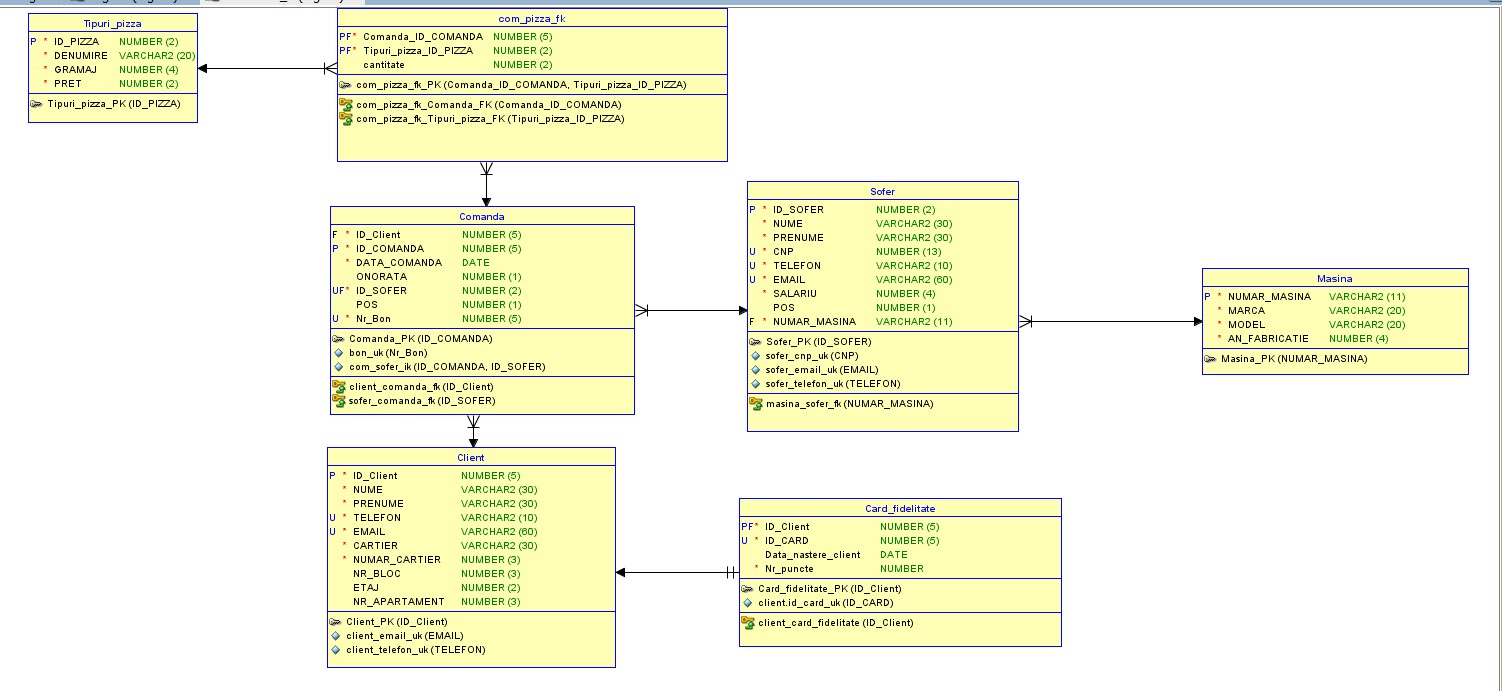 Tipuri_pizza
P * ID_PIZZA NUMBER (2)
* DENUMIRE VARCHAR2 (20)
* GRAMAJ NUMBER (4)
* PRET NUMBER (2)
Tipuri_pizza_PK (ID_PIZZA)
com_pizza_fk
PF* Comanda_ID_COMANDA NUMBER (5)
PF* Tipuri_pizza_ID_PIZZA NUMBER (2)
cantitate NUMBER (2)
com_pizza_fk_PK (Comanda_ID_COMANDA, Tipuri_pizza_ID_PIZZA)
com_pizza_fk_Comanda_FK (Comanda_ID_COMANDA)
com_pizza_fk_Tipuri_pizza_FK (Tipuri_pizza_ID_PIZZA)
Comanda
F * ID_Client NUMBER (5)
P * ID_COMANDA NUMBER (5)
* DATA_COMANDA DATE
ONORATA NUMBER (1)
UF* ID_SOFER NUMBER (2)
POS NUMBER (1)
U * Nr_Bon NUMBER (5)
Comanda_PK (ID_COMANDA)
bon_uk (Nr_Bon)
com_sofer_ik (ID_COMANDA, ID_SOFER)
client_comanda_fk (ID_Client)
sofer_comanda_fk (ID_SOFER)
Sofer
P * ID_SOFER NUMBER (2)
* NUME VARCHAR2 (30)
* PRENUME VARCHAR2 (30)
U * CNP NUMBER (13)
U * TELEFON VARCHAR2 (10)
U * EMAIL VARCHAR2 (60)
* SALARIU NUMBER (4)
POS NUMBER (1)
F * NUMAR_MASINA VARCHAR2 (11)
Sofer_PK (ID_SOFER)
sofer_cnp_uk (CNP)
sofer_email_uk (EMAIL)
sofer_telefon_uk (TELEFON)
masina_sofer_fk (NUMAR_MASINA)
Masina
P * NUMAR_MASINA VARCHAR2 (11)
* MARCA VARCHAR2 (20)
* MODEL VARCHAR2 (20)
* AN_FABRICATIE NUMBER (4)
Masina_PK (NUMAR_MASINA)
Client
P * ID_Client NUMBER (5)
* NUME VARCHAR2 (30)
* PRENUME VARCHAR2 (30)
U * TELEFON VARCHAR2 (10)
U * EMAIL VARCHAR2 (60)
* CARTIER VARCHAR2 (30)
* NUMAR_CARTIER NUMBER (3)
NR_BLOC NUMBER (3)
ETAJ NUMBER (2)
NR_APARTAMENT NUMBER (3)
Client_PK (ID_Client)
client_email_uk (EMAIL)
client_telefon_uk (TELEFON)
Card_fidelitate
PF* ID_Client NUMBER (5)
U * ID_CARD NUMBER (5)
Data_nastere_client DATE
* Nr_puncte NUMBER
Card_fidelitate_PK (ID_Client)
client.id_card_uk (ID_CARD)
client_card_fidelitate (ID_Client)